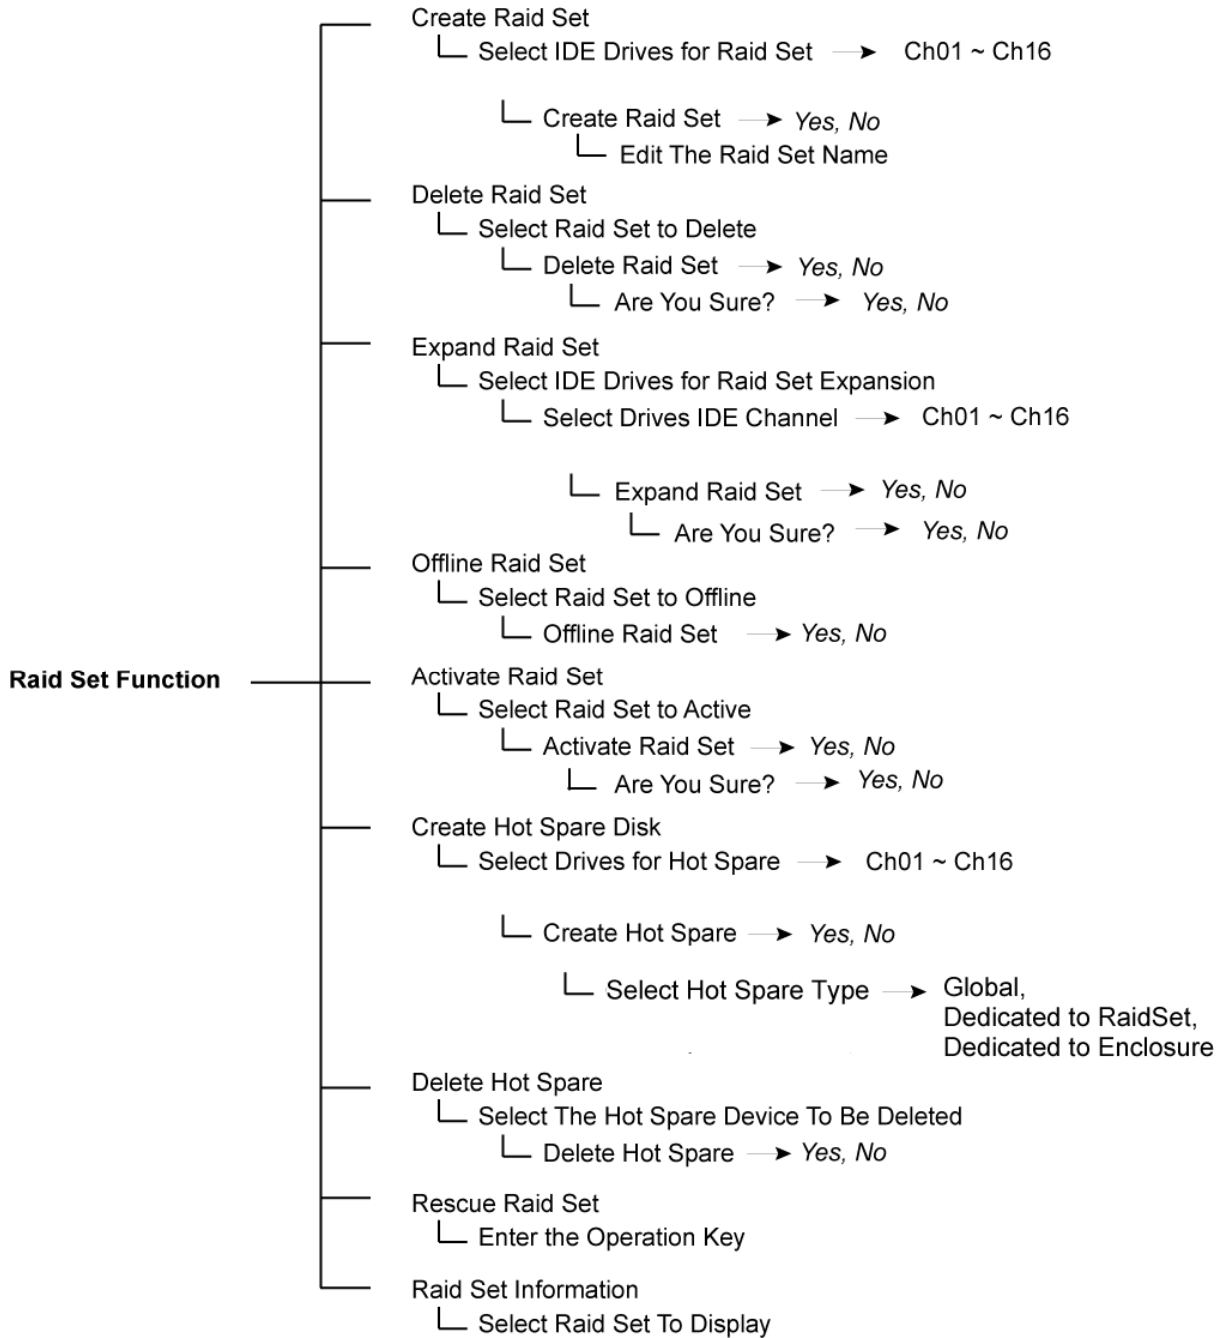 Create Raid Set
Select IDE Drives for Raid Set Ch01 ~ Ch16
Create Raid Set Yes, No
Edit The Raid Set Name
Delete Raid Set
Select Raid Set to Delete
Delete Raid Set Yes, No
Are You Sure? Yes, No
Expand Raid Set
Select IDE Drives for Raid Set Expansion
Select Drives IDE Channel Ch01 ~ Ch16
Expand Raid Set Yes, No
Are You Sure? Yes, No
Offline Raid Set
Select Raid Set to Offline
Offline Raid Set Yes, No
Raid Set Function
Activate Raid Set
Select Raid Set to Active
Activate Raid Set Yes, No
Are You Sure? Yes, No
Create Hot Spare Disk
Select Drives for Hot Spare Ch01 ~ Ch16
Create Hot Spare Yes, No
Select Hot Spare Type Global,
Dedicated to RaidSet,
Dedicated to Enclosure
Delete Hot Spare
Select The Hot Spare Device To Be Deleted
Delete Hot Spare Yes, No
Rescue Raid Set
Enter the Operation Key
Raid Set Information
Select Raid Set To Display